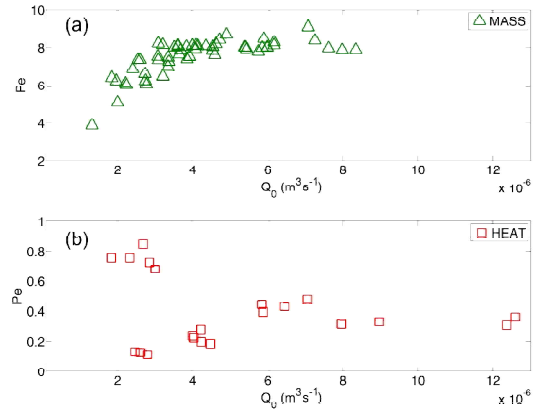 (a)
MASS
10
8
6
4
2
Fe
2 4 6 8 10 12
Q0 (m3s-1)
x 10-6
(b)
HEAT
1
0.8
0.6
0.4
0.2
0
Pe
2 4 6 8 10 12
Q0 (m3s-1)
x 10-6